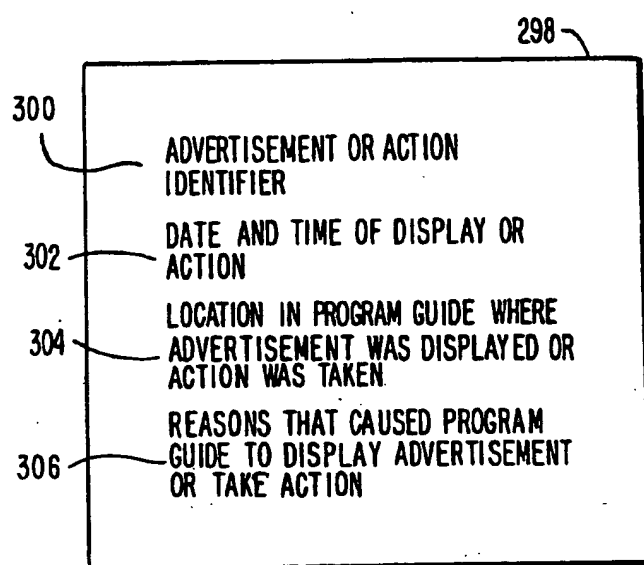 298
300
ADVERTISEMENT OR ACTION
IDENTIFIER
302
DATE AND TIME OF DISPLAY OR
ACTION
304
LOCATION IN PROGRAM GUIDE WHERE
ADVERTISEMENT WAS DISPLAYED OR
ACTION WAS TAKEN
306
REASONS THAT CAUSED PROGRAM
GUIDE TO DISPLAY ADVERTISEMENT
OR TAKE ACTION